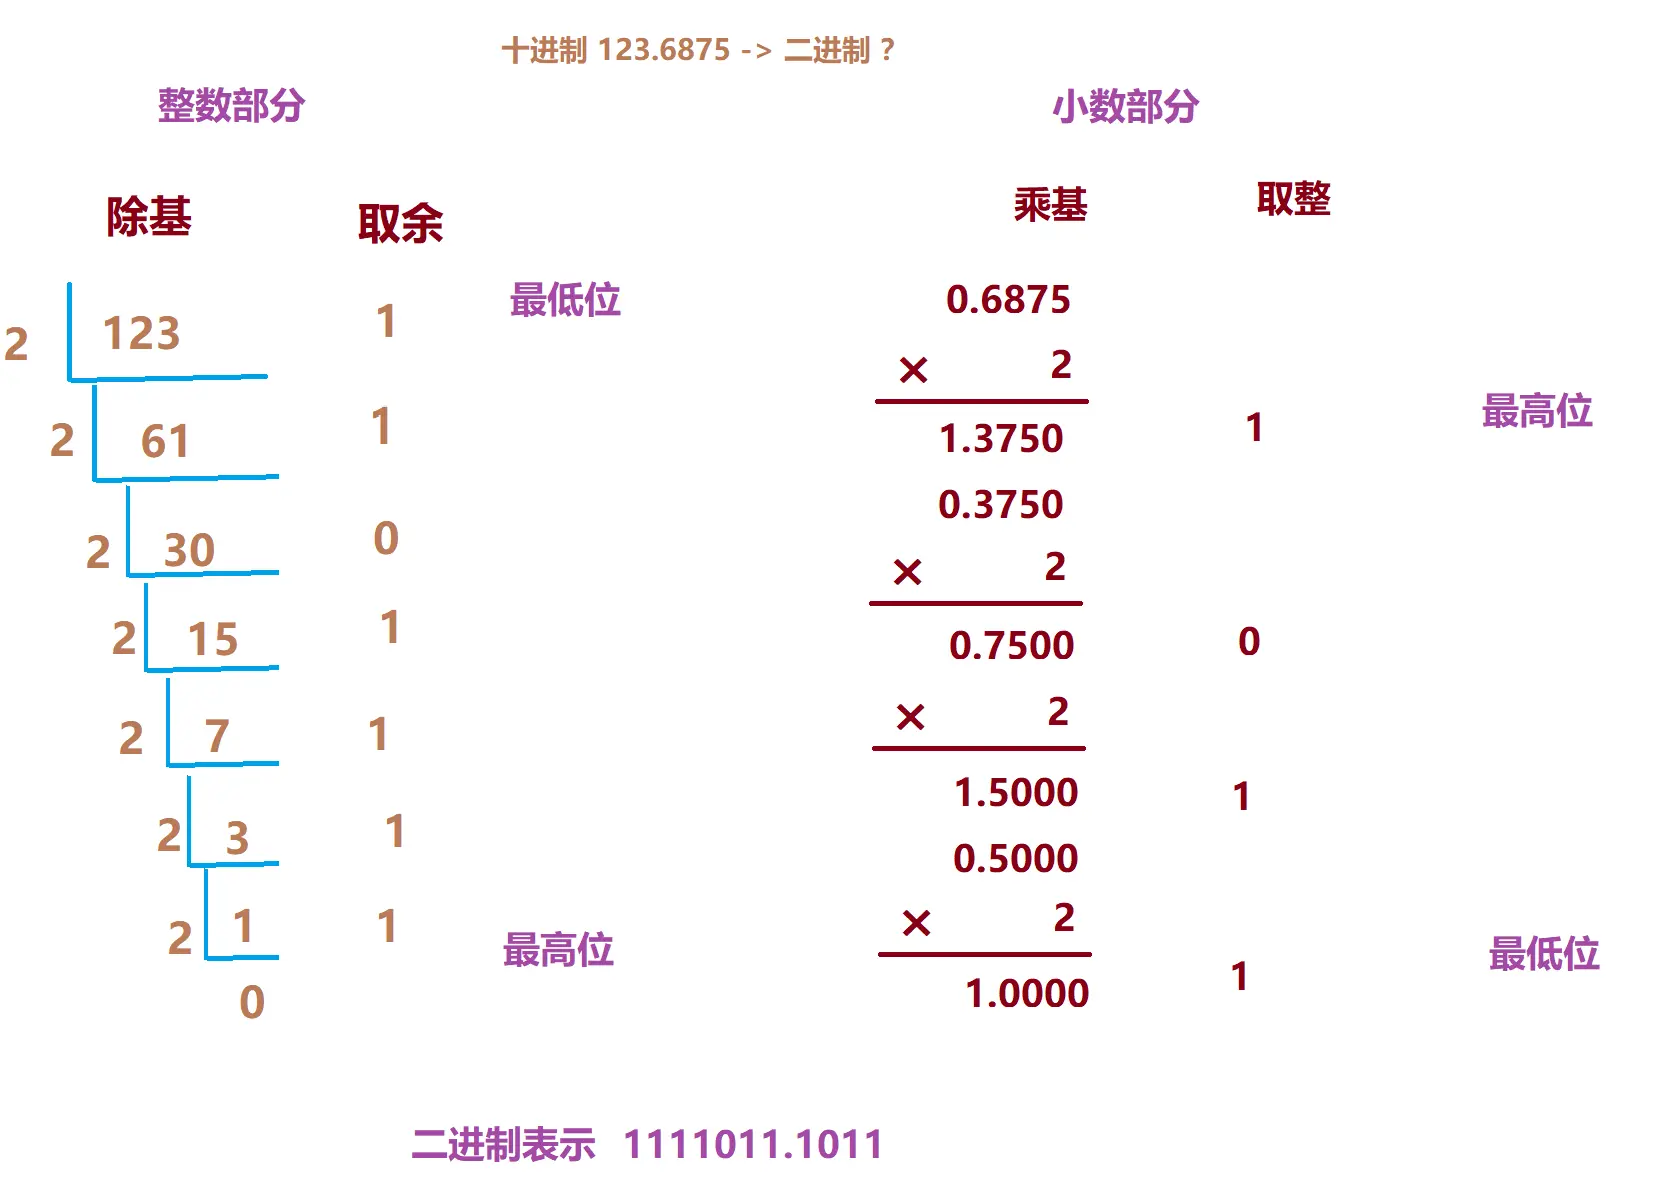 十进制 123.6875 -> 二进制 ?
整数部分
除基 取余
2 123 1 最低位
2 61 1
2 30 0
2 15 1
2 7 1
2 3 1
2 1 1 最高位
0
小数部分
乘基 取整
0.6875
× 2
1.3750 1 最高位
0.3750
× 2
0.7500 0
× 2
1.5000 1
0.5000
× 2
1.0000 1 最低位
二进制表示 1111011.1011